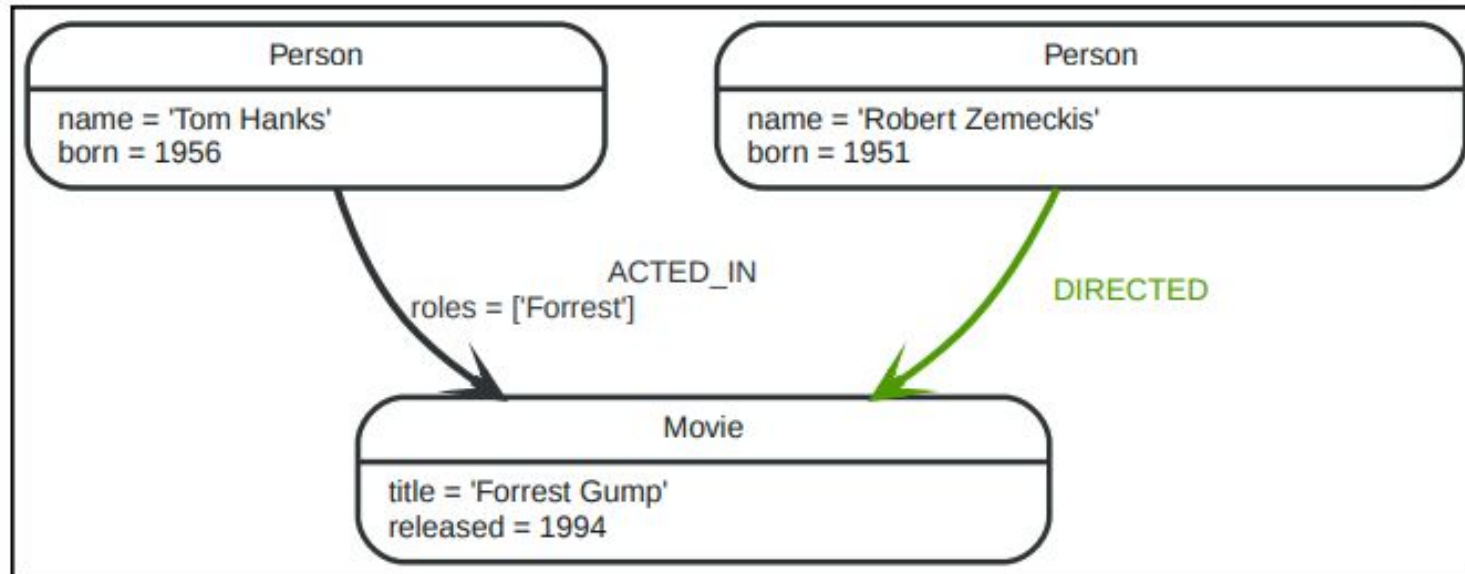 Person
name = 'Tom Hanks'
born = 1956
Person
name = 'Robert Zemeckis'
born = 1951
ACTED_IN
roles = ['Forrest']
DIRECTED
Movie
title = 'Forrest Gump'
released = 1994